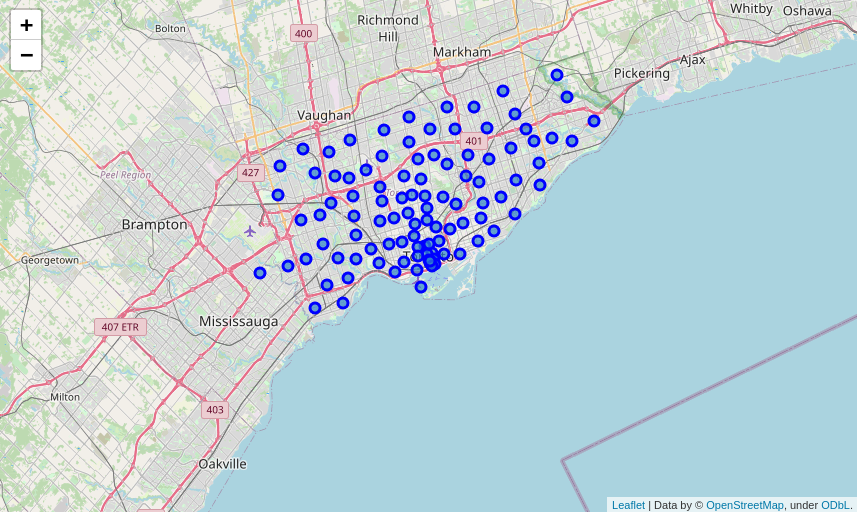 +
−
Whitby
Oshawa
Richmond
Hill
Bolton
400
Markham
Ajax
Pickering
Vaughan
401
427
Peel Region
Brampton
Georgetown
Mississauga
407 ETR
Milton
403
Oakville
Leaflet | Data by © OpenStreetMap, under ODbL.